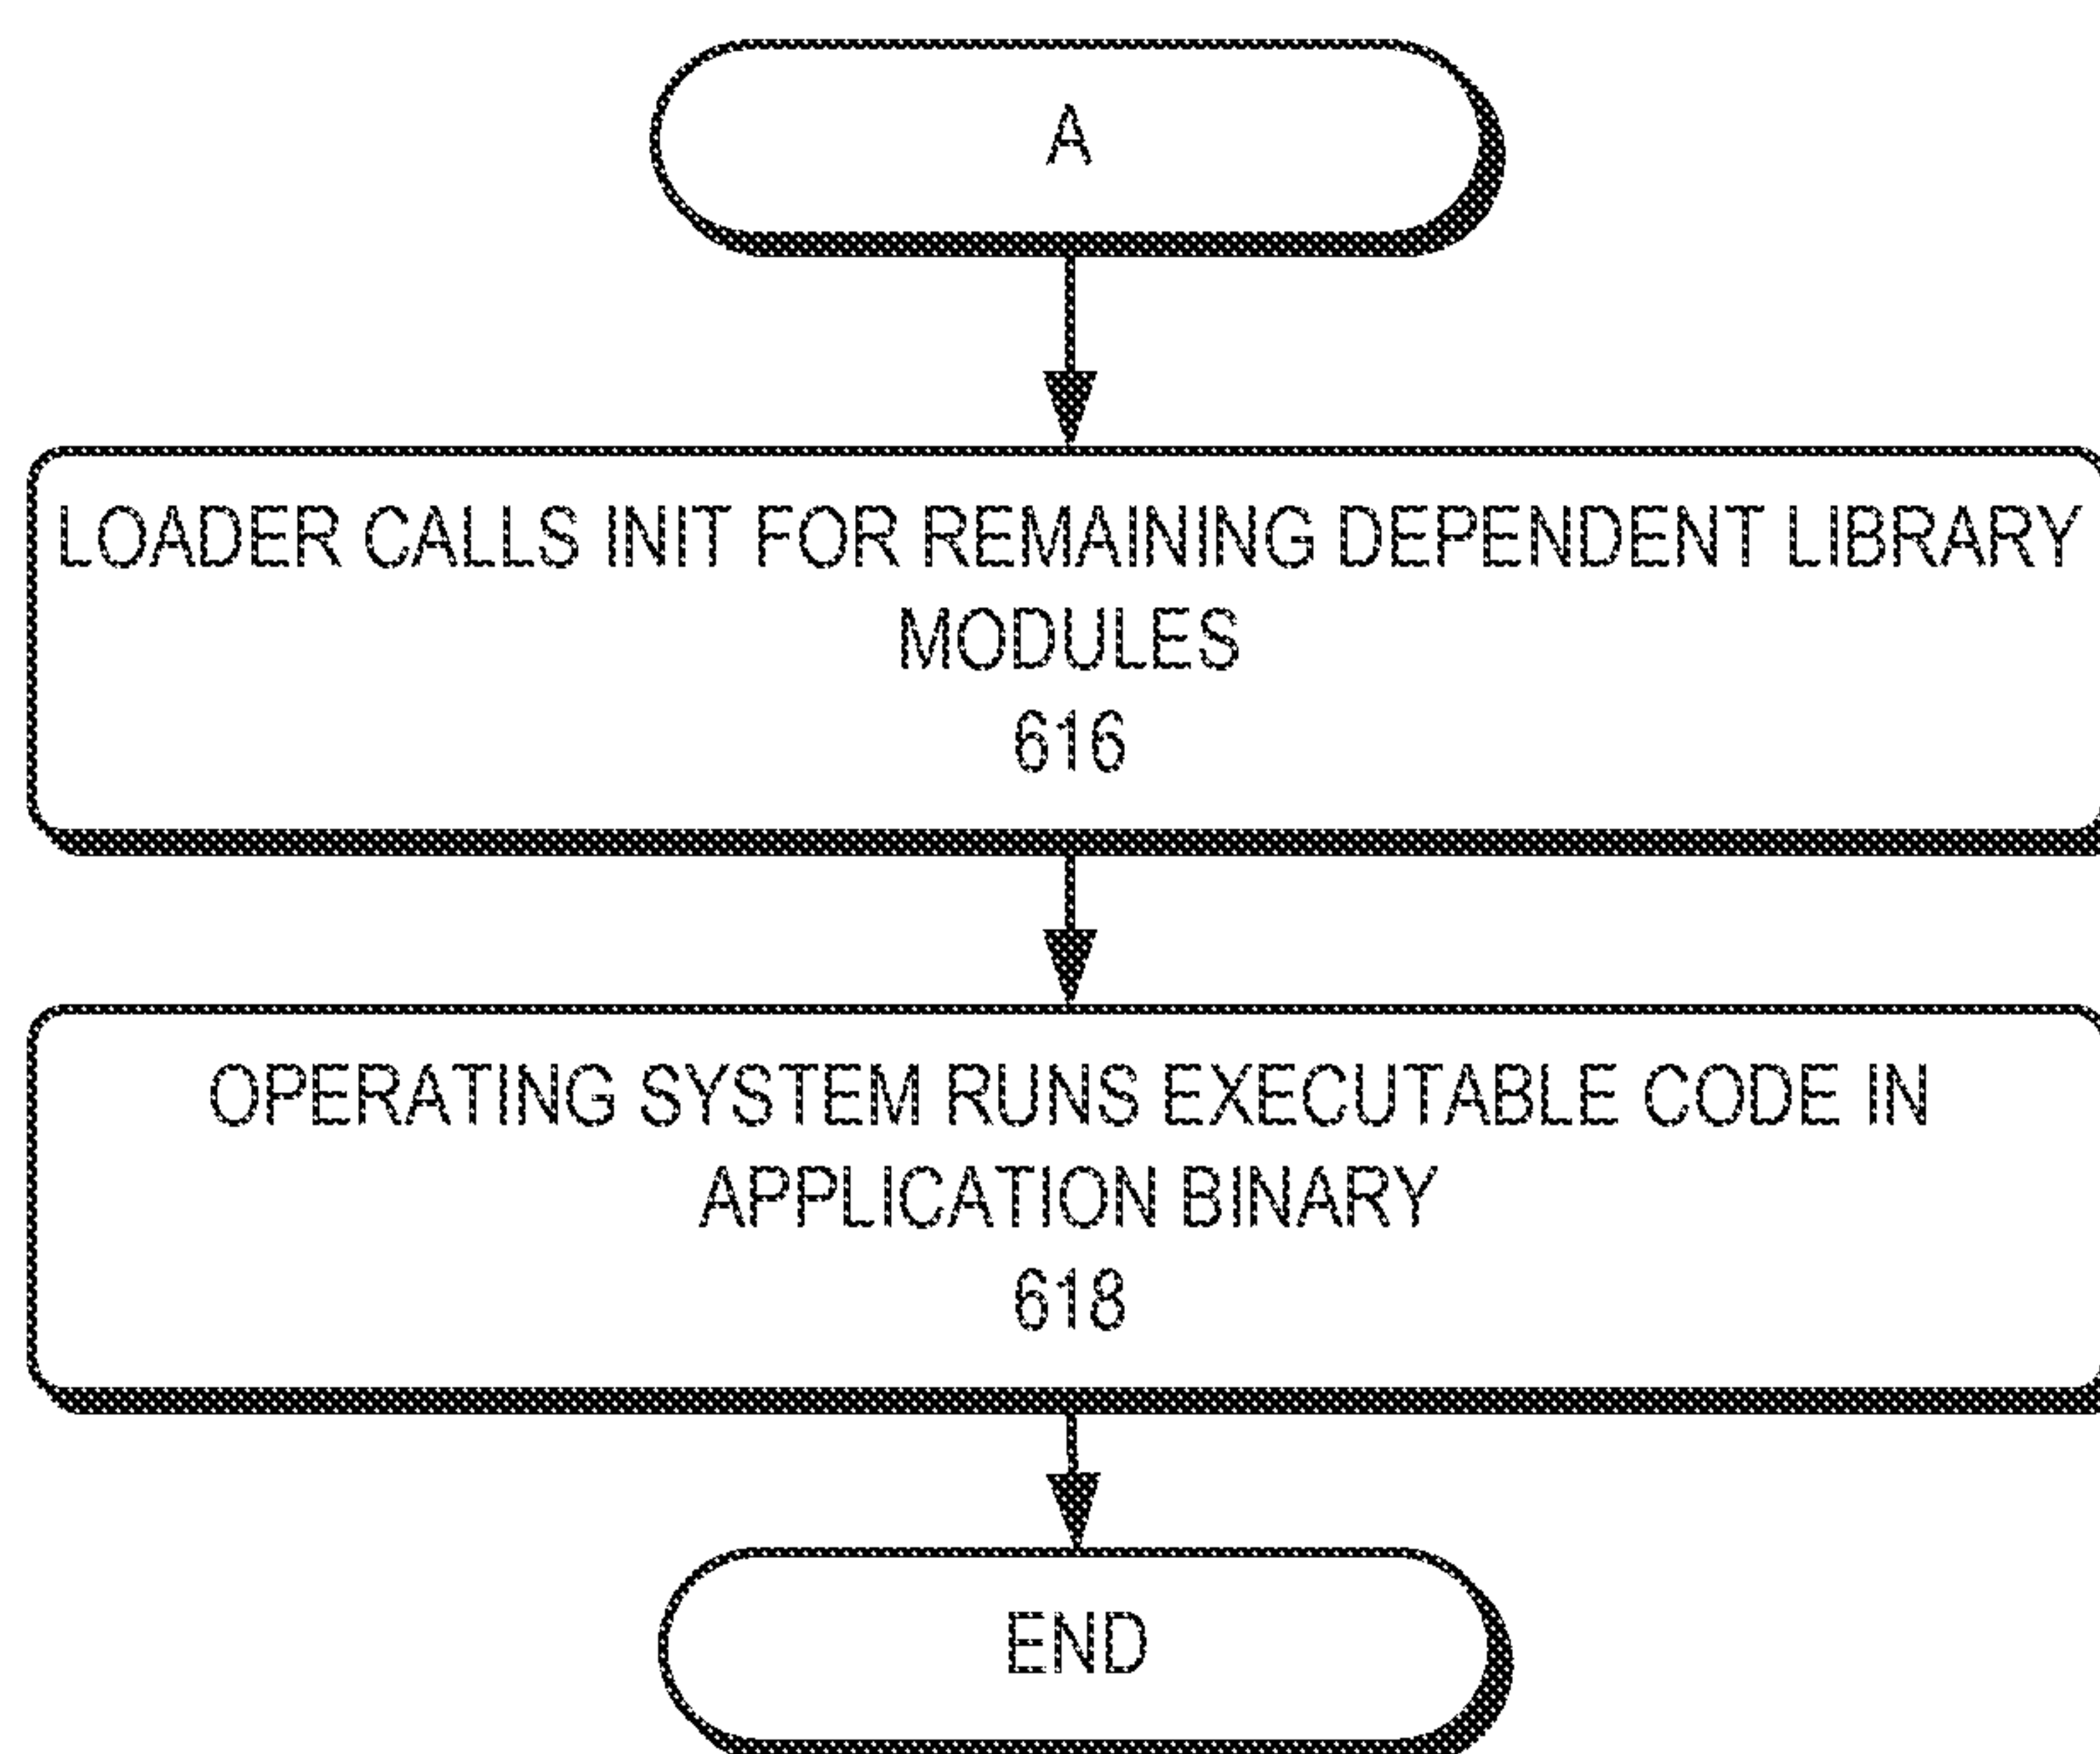 A
LOADER CALLS INIT FOR REMAINING DEPENDENT LIBRARY
MODULES
616
OPERATING SYSTEM RUNS EXECUTABLE CODE IN
APPLICATION BINARY
618
END